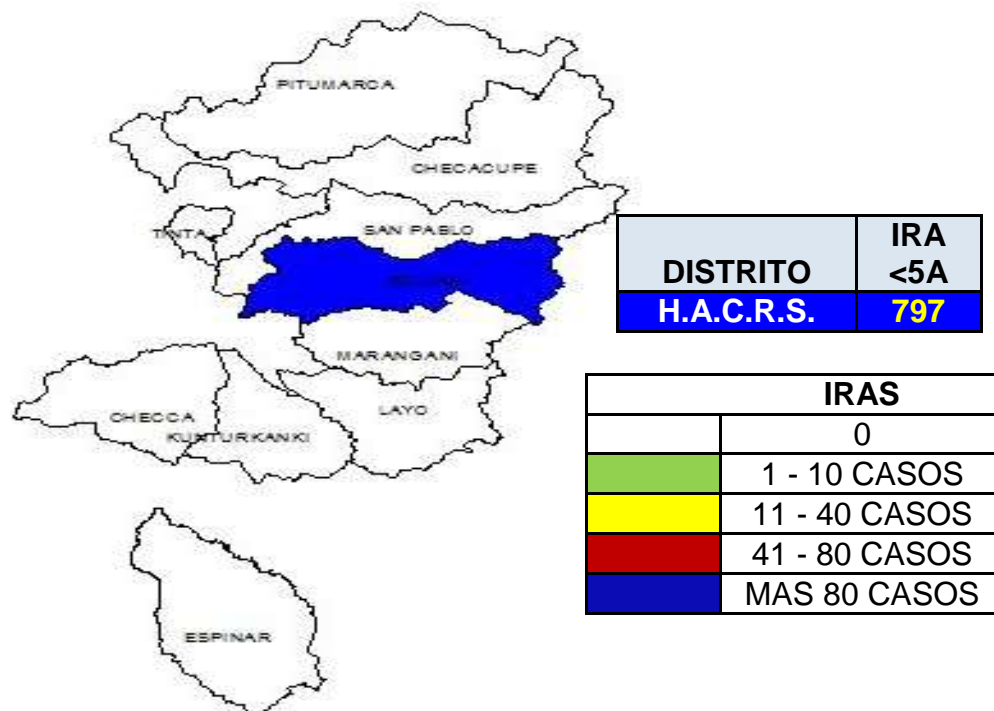 PITUMARCA
CHECACUPE
TINTA
SAN PABLO
MARANGANI
CHECCA
KUNTURKANKI
LAYO
ESPINAR
DISTRITO IRA <5A
H.A.C.R.S. 797
IRAS
0
1 - 10 CASOS
11 - 40 CASOS
41 - 80 CASOS
MAS 80 CASOS